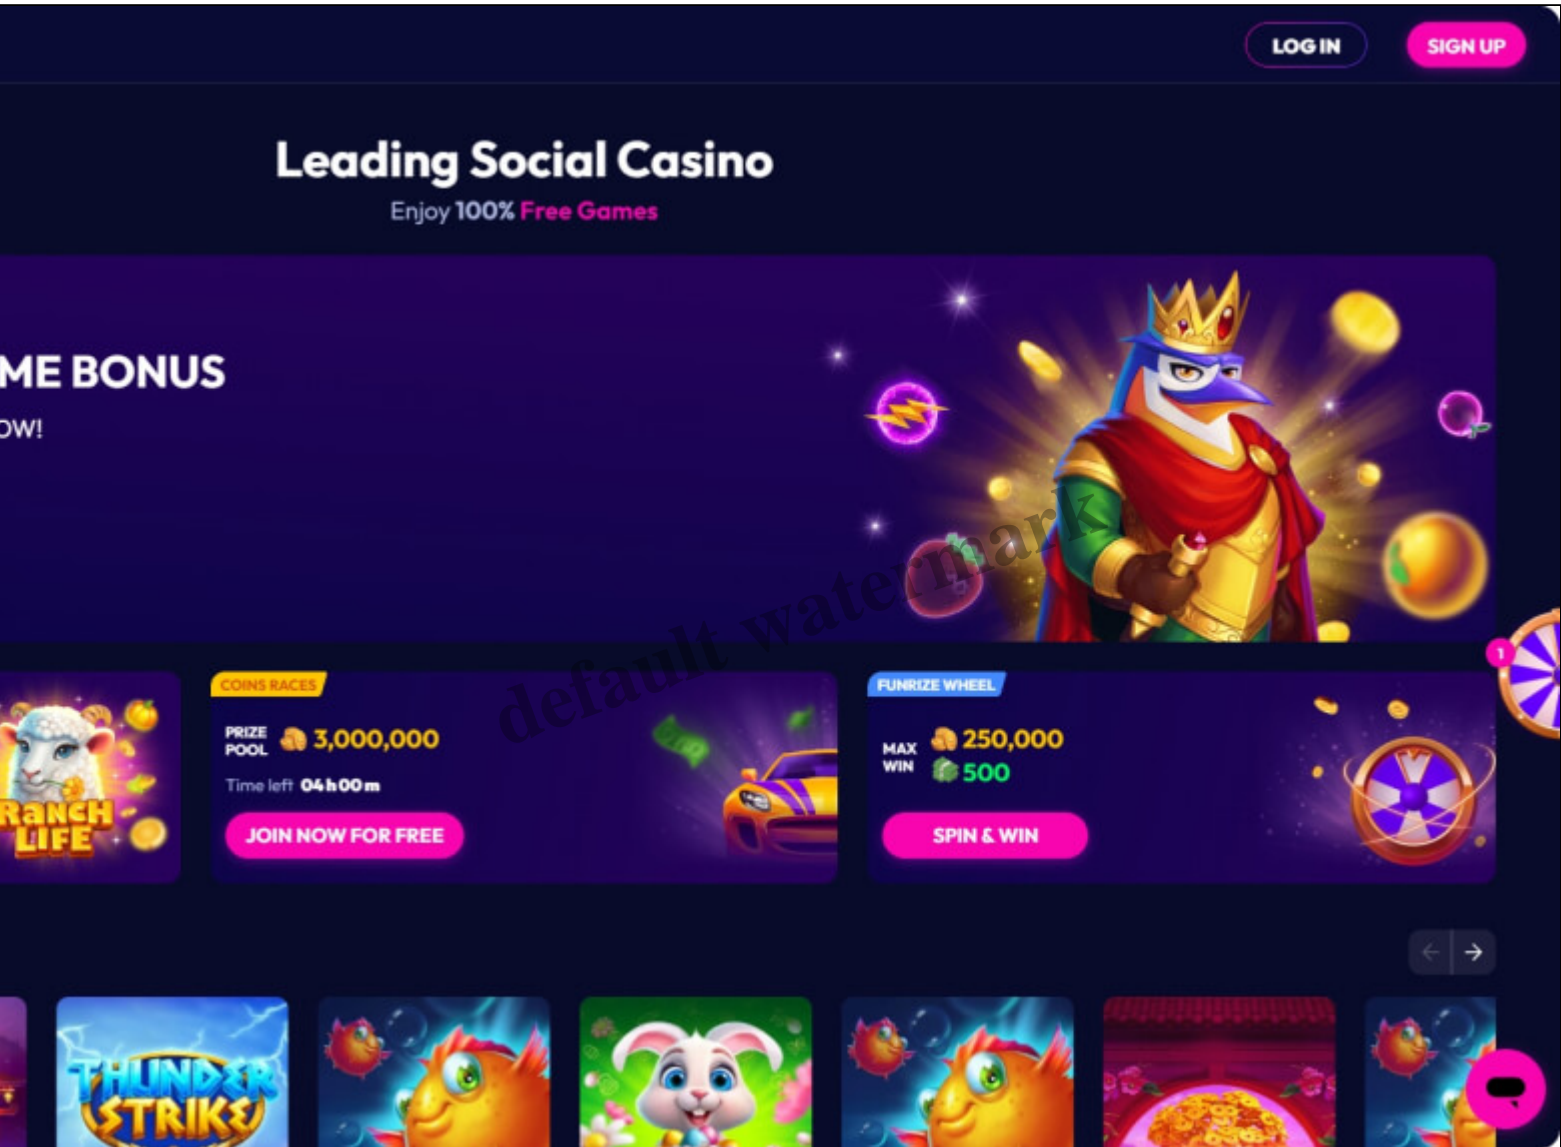 LOG IN
SIGN UP
Leading Social Casino
Enjoy 100% Free Games
ME BONUS
OW!
default watermark
COINS RACES
PRIZE POOL 3,000,000
Time left 04h00m
JOIN NOW FOR FREE
FUNRIZE WHEEL
MAX WIN 250,000
500
SPIN & WIN
1
RANCH
LIFE
THUNDER
STRIKE